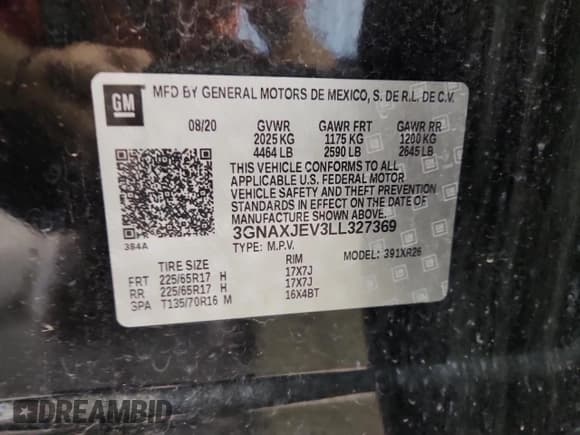 GM MFD BY GENERAL MOTORS DE MEXICO, S. DE R.L. DE C.V.
08/20 GVWR GAWR FRT GAWR RR
2025 KG 1175 KG 1200 KG
4464 LB 2590 LB 2645 LB
THIS VEHICLE CONFORMS TO ALL
APPLICABLE U.S. FEDERAL MOTOR
VEHICLE SAFETY AND THEFT PREVENTION
STANDARDS IN EFFECT ON THE DATE OF
MANUFACTURE SHOWN ABOVE.
384A 3GNAXJEV3LL327369
TYPE: M.P.V. 391XR26
TIRE SIZE RIM
FRT 225/65R17 H 17X7J
RR 225/65R17 H 17X7J
SPA T135/70R16 M 16X4BT
DREAMBID